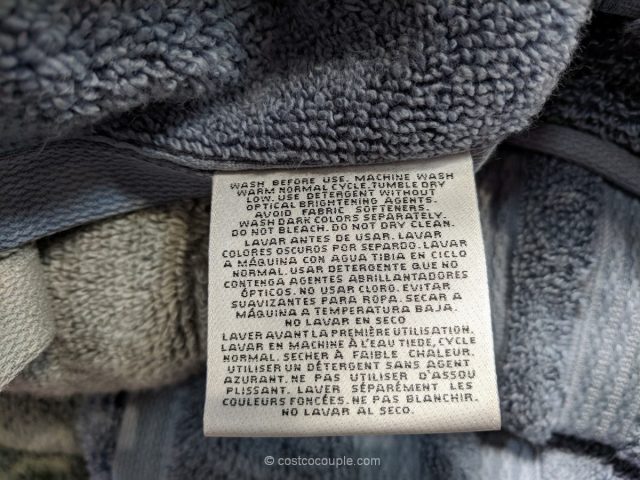 WASH BEFORE USE. MACHINE WASH
WARM NORMAL CYCLE. TUMBLE DRY
LOW. USE DETERGENT WITHOUT
OPTICAL BRIGHTENING AGENTS.
AVOID FABRIC SOFTENERS.
WASH DARK COLORS SEPARATELY.
DO NOT BLEACH. DO NOT DRY CLEAN.
LAVAR ANTES DE USAR. LAVAR
COLORES OSCUROS POR SEPARDO. LAVAR
A MÁQUINA CON AGUA TIBIA EN CICLO
NORMAL. USAR DETERGENTE QUE NO
CONTENGA AGENTES ABRILLANTADORES
ÓPTICOS. NO USAR CLORO. EVITAR
SUAVIZANTES PARA ROPA. SECAR A
MÁQUINA A TEMPERATURA BAJA.
NO LAVAR EN SECO
LAVER AVANT LA PREMIÈRE UTILISATION.
LAVAR EN MACHINE À L'EAU TIEDE, CYCLE
NORMAL. SECHER À FAIBLE CHALEUR.
UTILISER UN DÉTERGENT SANS AGENT
AZURANT. NE PAS UTILISER D'ASSOU
PLISSANT. LAVER SÉPARÉMENT LES
COULEURS FONCÉES. NE PAS BLANCHIR.
NO LAVAR AL SECO.
© costcocouple.com